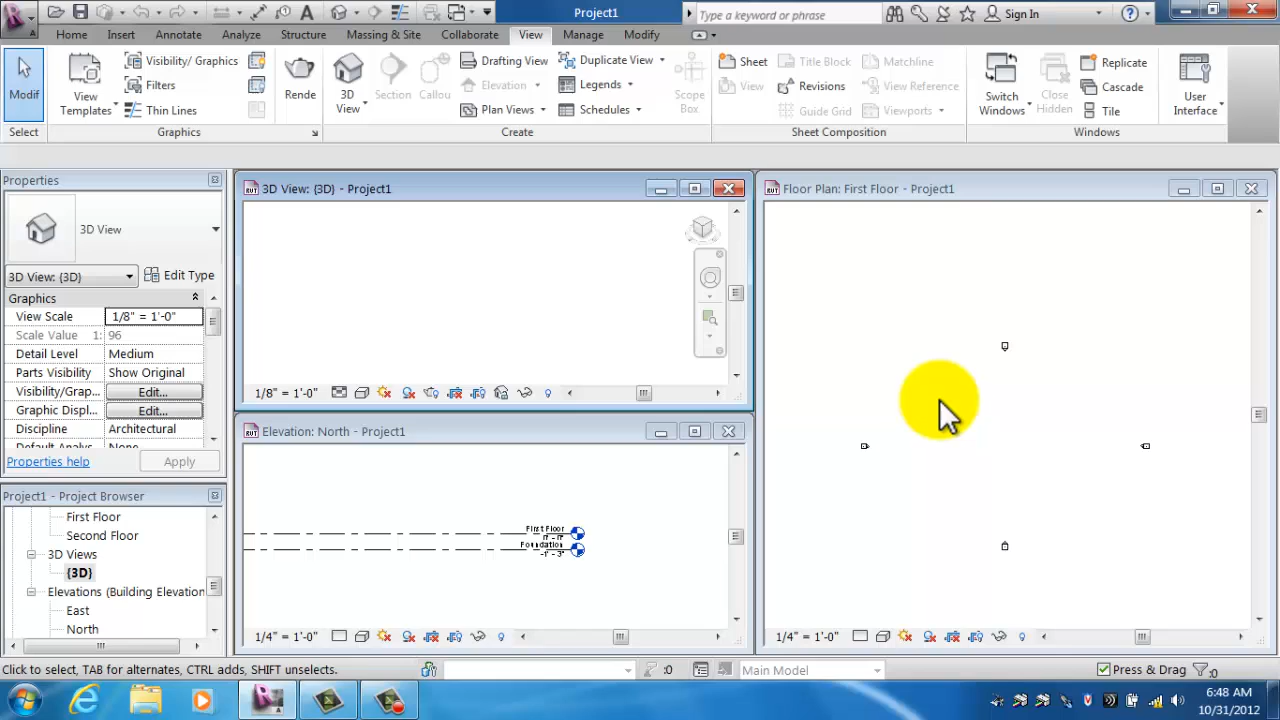 Project1
Type a keyword or phrase
Sign In
Home Insert Annotate Analyze Structure Massing & Site Collaborate View Manage Modify
Modify
Select
View Templates
Visibility/ Graphics
Filters
Thin Lines
Graphics
Render
3D View
Section
Callou
Drafting View
Elevation
Plan Views
Duplicate View
Legends
Schedules
Scope Box
Create
Sheet
View
Title Block
Revisions
Guide Grid
Matchline
View Reference
Viewports
Sheet Composition
Switch Windows
Close Hidden
Replicate
Cascade
Tile
User Interface
Windows
Properties
3D View
3D View: {3D}
Edit Type
Graphics
View Scale 1/8" = 1'-0"
Scale Value 1: 96
Detail Level Medium
Parts Visibility Show Original
Visibility/Grap... Edit...
Graphic Displ... Edit...
Discipline Architectural
Default Analys... None
Properties help
Apply
Project1 - Project Browser
First Floor
Second Floor
3D Views
{3D}
Elevations (Building Elevation
East
North
3D View: {3D} - Project1
1/8" = 1'-0"
Elevation: North - Project1
First Floor
0' - 0"
Foundation
-1' - 3"
1/4" = 1'-0"
Floor Plan: First Floor - Project1
1/4" = 1'-0"
Click to select, TAB for alternates, CTRL adds, SHIFT unselects.
:0
Main Model
Press & Drag
:0
6:48 AM
10/31/2012